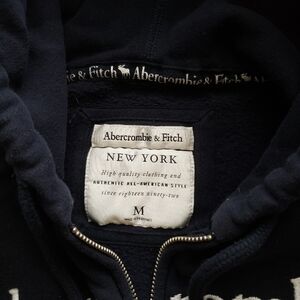 & Fitch Abercrombie & Fitch
Abercrombie & Fitch
NEW YORK
High quality clothing and
AUTHENTIC ALL-AMERICAN STYLE
since eighteen ninety-two
M